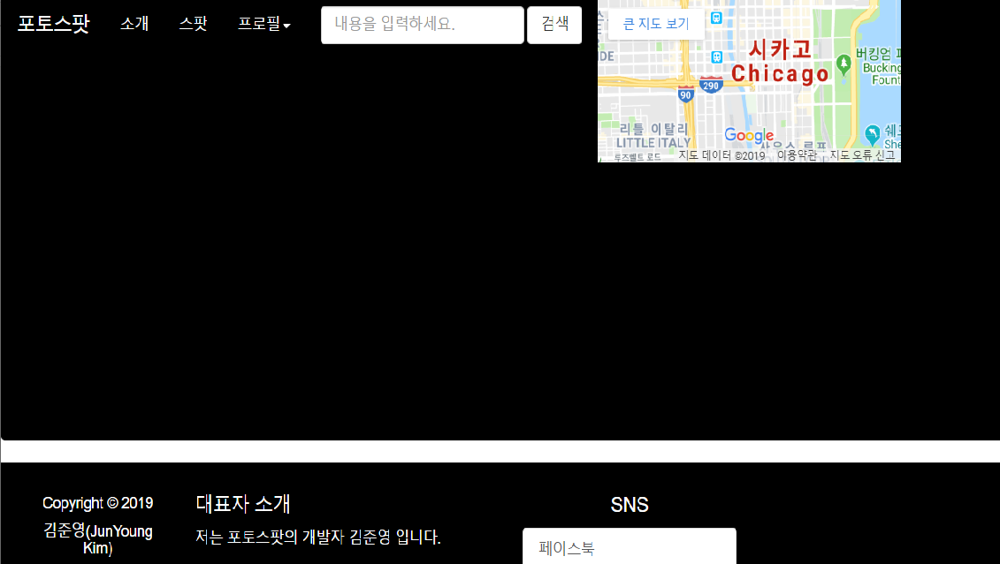 포토스팟 소개 스팟 프로필 내용을 입력하세요. 검색
큰 지도 보기
시카고
Chicago
버킹엄
Bucking
Fount
IDE
290
90
리틀 이탈리
LITTLE ITALY
Google
쉐드
She
루즈벨트 로드
지도 데이터 ©2019 이용약관 지도 오류 신고
Copyright © 2019
김준영(JunYoung
Kim)
대표자 소개
저는 포토스팟의 개발자 김준영 입니다.
SNS
페이스북